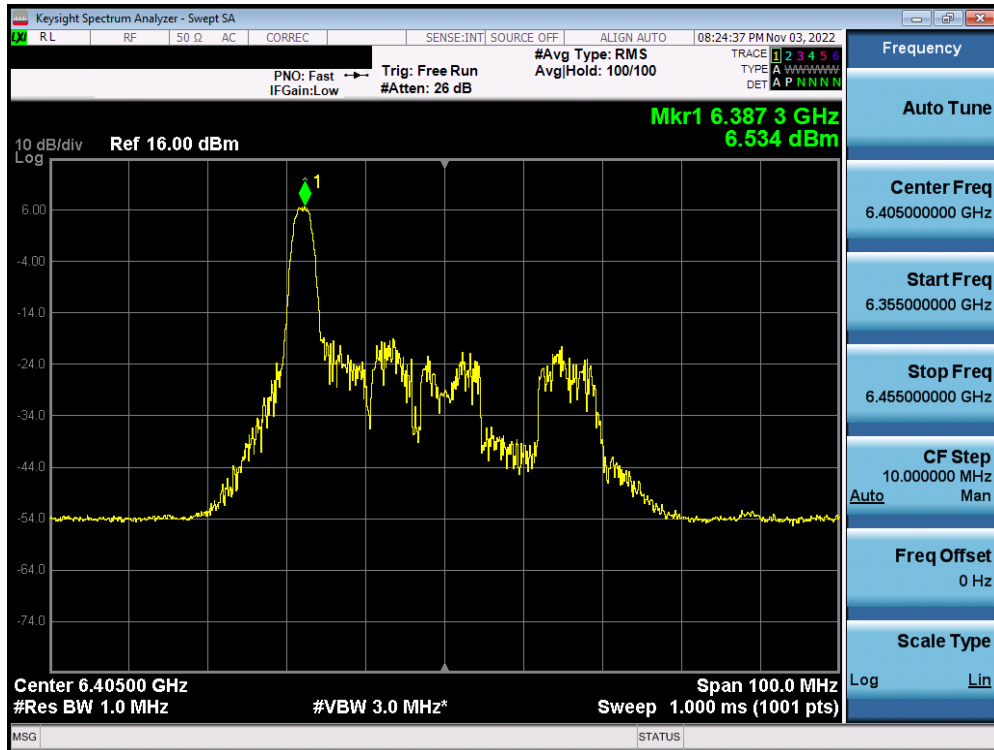 Keysight Spectrum Analyzer - Swept SA
LXI RL RF 50 Ω AC CORREC SENSE:INT SOURCE OFF ALIGN AUTO 08:24:37 PM Nov 03, 2022
PNO: Fast
IFGain:Low
Trig: Free Run
#Atten: 26 dB
#Avg Type: RMS
Avg|Hold: 100/100
TRACE 1 2 3 4 5 6
TYPE A WWWWW
DET A P N N N N
Mkr1 6.387 3 GHz
6.534 dBm
10 dB/div Ref 16.00 dBm
Log
1
6.00
-4.00
-14.0
-24.0
-34.0
-44.0
-54.0
-64.0
-74.0
Center 6.40500 GHz Span 100.0 MHz
#Res BW 1.0 MHz #VBW 3.0 MHz* Sweep 1.000 ms (1001 pts)
MSG STATUS
Frequency
Auto Tune
Center Freq
6.405000000 GHz
Start Freq
6.355000000 GHz
Stop Freq
6.455000000 GHz
CF Step
10.000000 MHz
Auto Man
Freq Offset
0 Hz
Scale Type
Log Lin